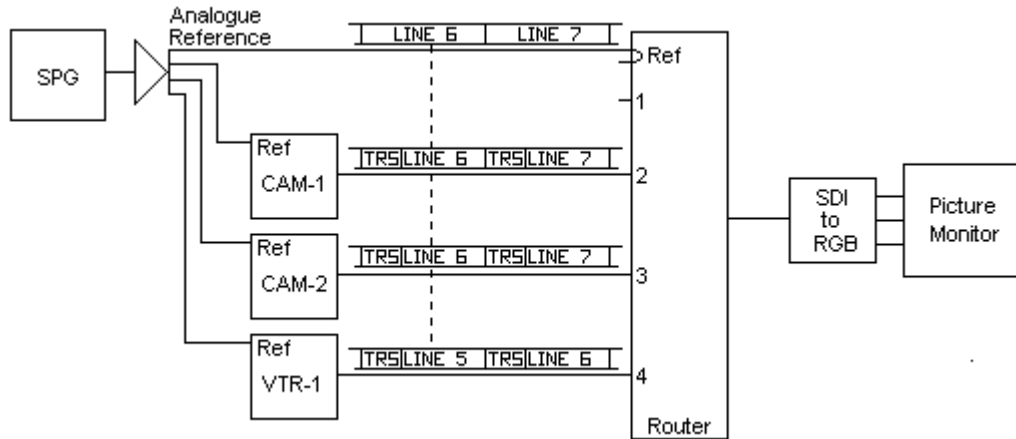 Analogue
Reference
LINE 6 LINE 7
SPG
Ref
1
Ref
CAM-1
TRS LINE 6 TRS LINE 7
2
SDI
to
RGB
Picture
Monitor
Ref
CAM-2
TRS LINE 6 TRS LINE 7
3
Ref
VTR-1
TRS LINE 5 TRS LINE 6
4
Router